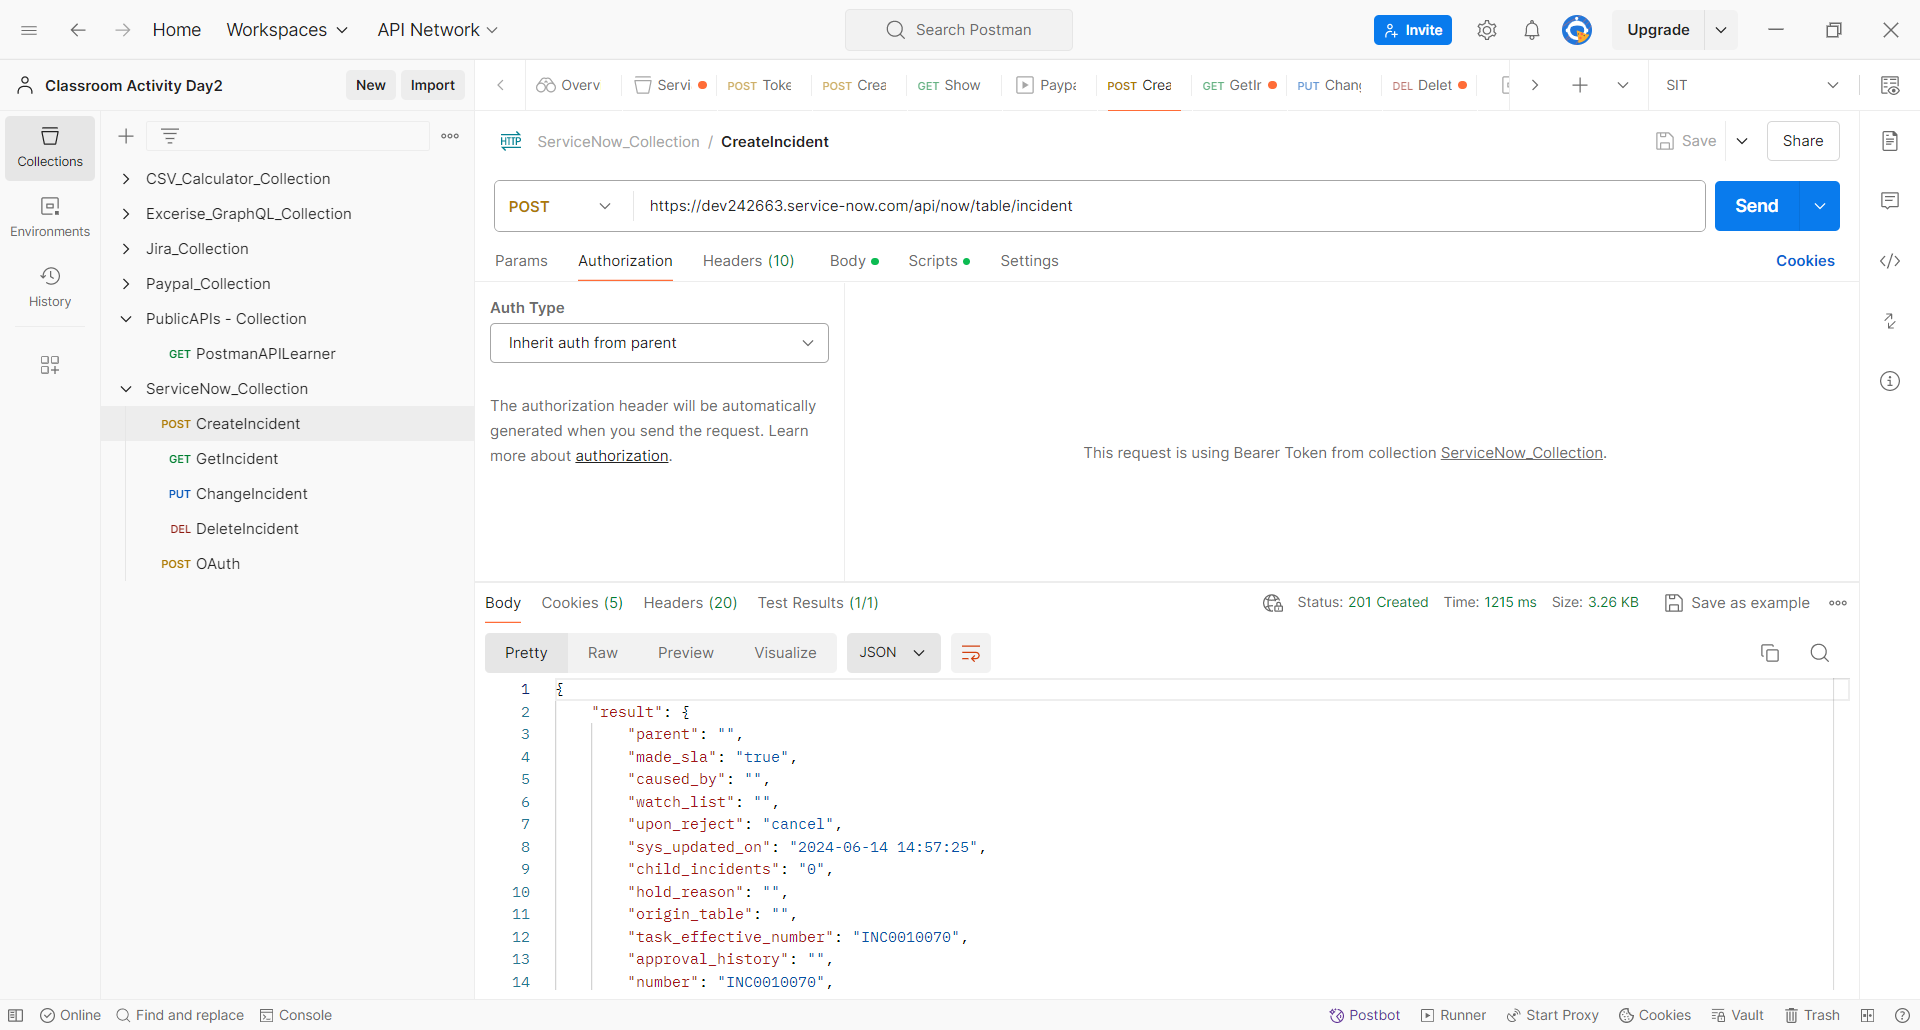 Home Workspaces API Network Search Postman Invite Upgrade
Classroom Activity Day2 New Import Overv Servi POST Toke POST Crea GET Show Paypa POST Crea GET GetIr PUT Chang DEL Delet SIT
ServiceNow_Collection / CreateIncident Save Share
Collections
Environments
History
CSV_Calculator_Collection
Excerise_GraphQL_Collection
Jira_Collection
Paypal_Collection
PublicAPIs - Collection
GET PostmanAPILearner
ServiceNow_Collection
POST CreateIncident
GET GetIncident
PUT ChangeIncident
DEL DeleteIncident
POST OAuth
HTTP
POST https://dev242663.service-now.com/api/now/table/incident Send
Params Authorization Headers (10) Body Scripts Settings Cookies
Auth Type
Inherit auth from parent
The authorization header will be automatically
generated when you send the request. Learn
more about authorization.
This request is using Bearer Token from collection ServiceNow_Collection.
Body Cookies (5) Headers (20) Test Results (1/1) Status: 201 Created Time: 1215 ms Size: 3.26 KB Save as example
Pretty Raw Preview Visualize JSON
1 {
2 "result": {
3 "parent": "",
4 "made_sla": "true",
5 "caused_by": "",
6 "watch_list": "",
7 "upon_reject": "cancel",
8 "sys_updated_on": "2024-06-14 14:57:25",
9 "child_incidents": "0",
10 "hold_reason": "",
11 "origin_table": "",
12 "task_effective_number": "INC0010070",
13 "approval_history": "",
14 "number": "INC0010070",
Online Find and replace Console Postbot Runner Start Proxy Cookies Vault Trash